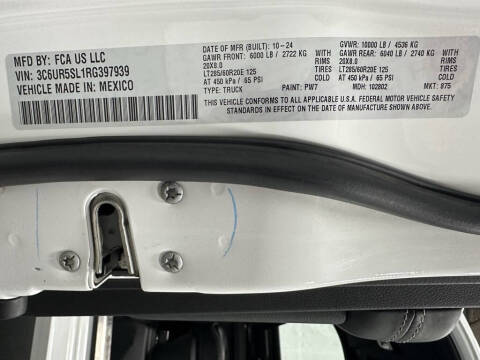 MFD BY: FCA US LLC
VIN: 3C6UR5SL1RG397939
VEHICLE MADE IN: MEXICO
DATE OF MFR (BUILT): 10-24
GAWR FRONT: 6000 LB / 2722 KG
20X8.0 RIMS
LT285/60R20E 125 TIRES
AT 450 kPa / 65 PSI
GVWR: 10000 LB / 4536 KG
GAWR REAR: 6040 LB / 2740 KG
20X8.0 RIMS
LT285/60R20E 125 TIRES
AT 450 kPa / 65 PSI
THIS VEHICLE CONFORMS TO ALL APPLICABLE U.S.A. FEDERAL MOTOR VEHICLE SAFETY
STANDARDS IN EFFECT ON THE DATE OF MANUFACTURE SHOWN ABOVE.
TYPE: TRUCK PAINT: PW7 MDH: 102802 MKT: 875